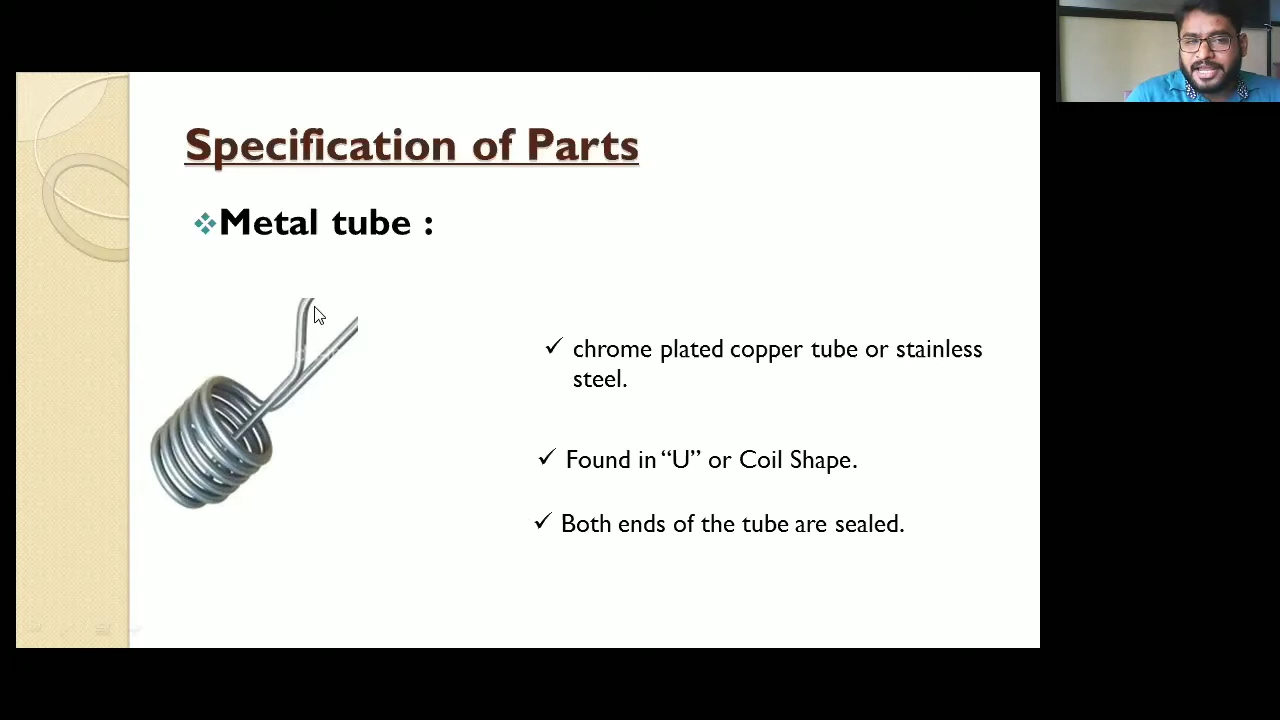 Specification of Parts
Metal tube :
chrome plated copper tube or stainless
steel.
Found in “U” or Coil Shape.
Both ends of the tube are sealed.